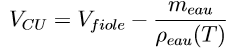 V_{CU} = V_{fiole} - \frac{m_{eau}}{\rho_{eau}(T)}